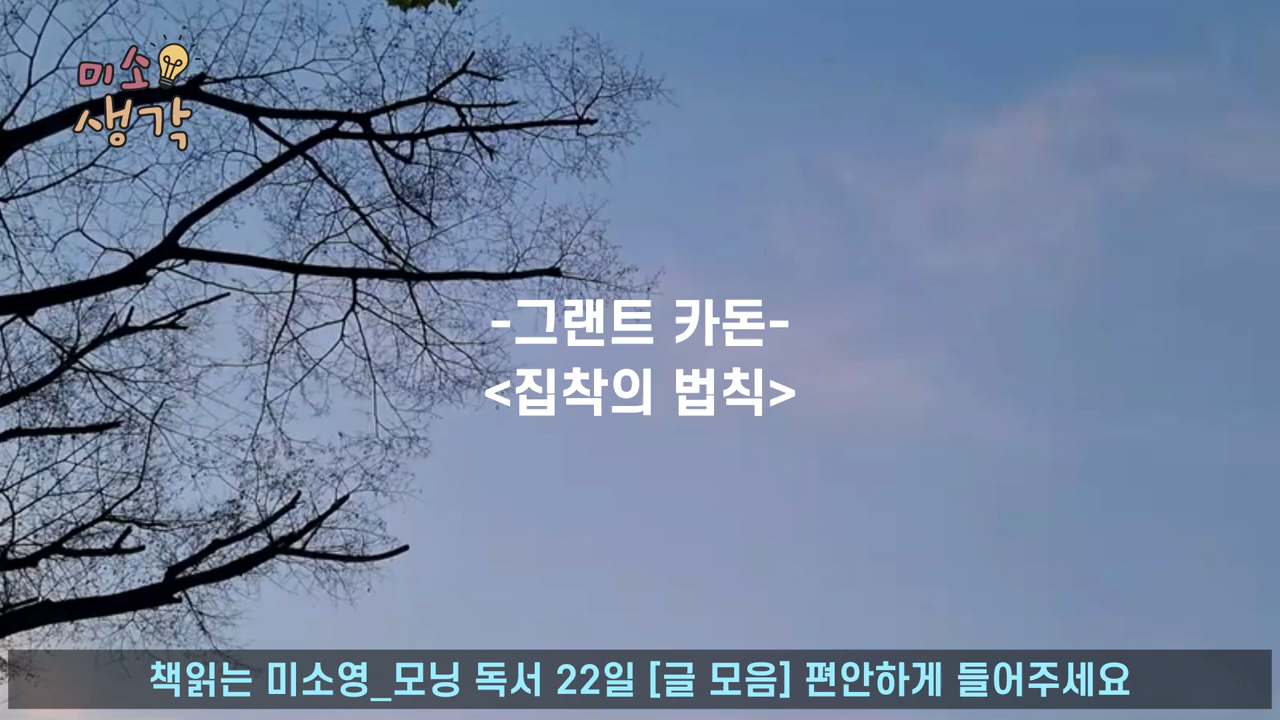 미소
생각
-그랜트 카돈-
<집착의 법칙>
책읽는 미소영_모닝 독서 22일 [글 모음] 편안하게 들어주세요